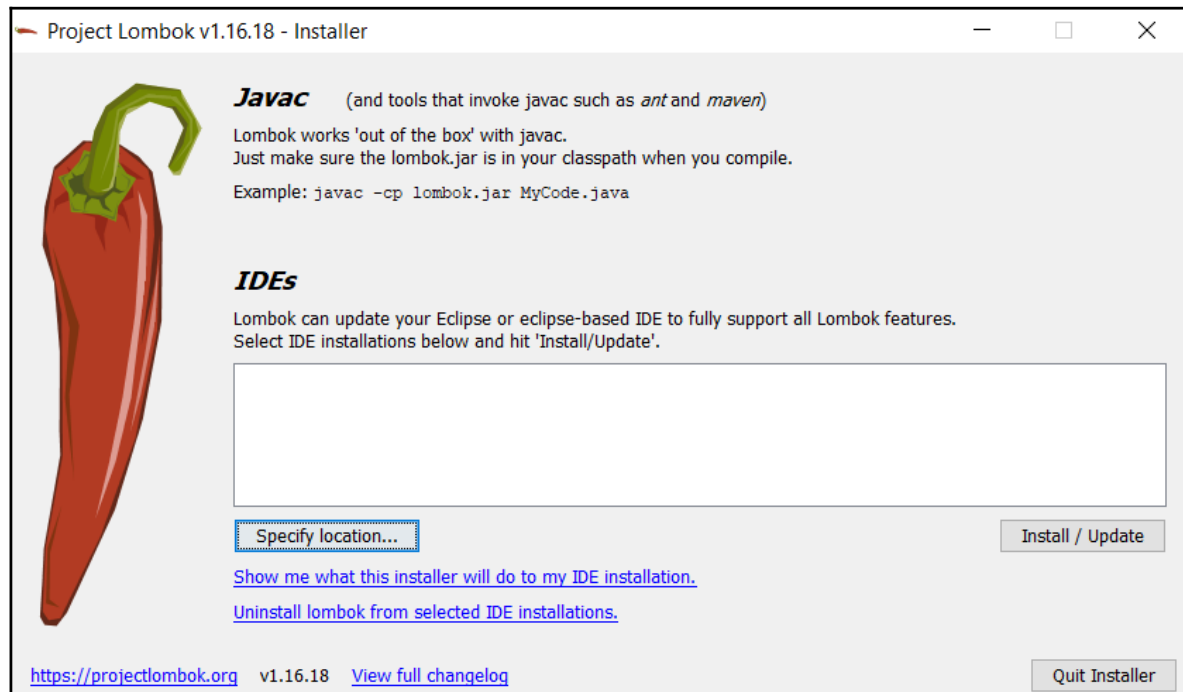 Project Lombok v1.16.18 - Installer
Javac (and tools that invoke javac such as ant and maven)
Lombok works 'out of the box' with javac.
Just make sure the lombok.jar is in your classpath when you compile.
Example: javac -cp lombok.jar MyCode.java
IDEs
Lombok can update your Eclipse or eclipse-based IDE to fully support all Lombok features.
Select IDE installations below and hit 'Install/Update'.
Specify location... Install / Update
Show me what this installer will do to my IDE installation.
Uninstall lombok from selected IDE installations.
https://projectlombok.org v1.16.18 View full changelog Quit Installer